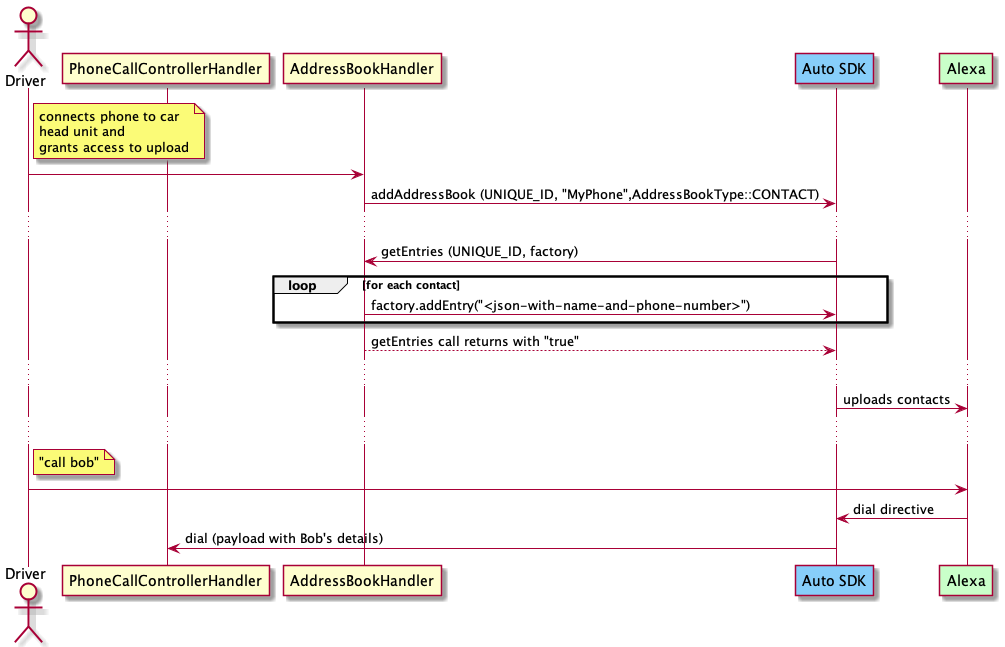 Driver
PhoneCallControllerHandler
AddressBookHandler
Auto SDK
Alexa
connects phone to car
head unit and
grants access to upload
addAddressBook (UNIQUE_ID, "MyPhone",AddressBookType::CONTACT)
getEntries (UNIQUE_ID, factory)
loop
[for each contact]
factory.addEntry("<json-with-name-and-phone-number>")
getEntries call returns with "true"
uploads contacts
"call bob"
dial directive
dial (payload with Bob's details)
Driver
PhoneCallControllerHandler
AddressBookHandler
Auto SDK
Alexa